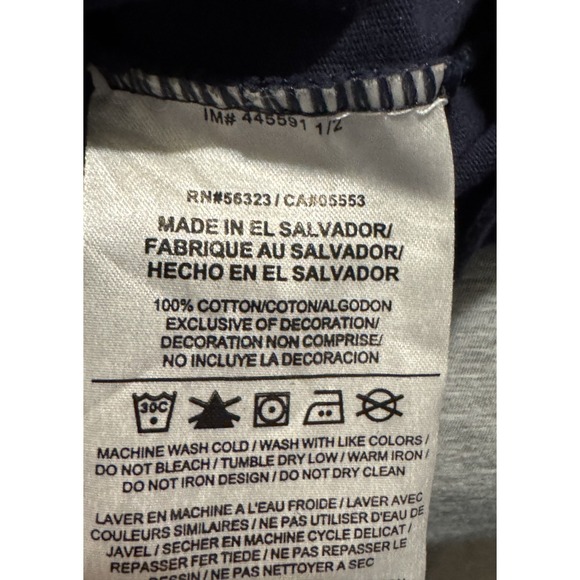 IM# 445591 1/2
RN#56323 / CA#05553
MADE IN EL SALVADOR/
FABRIQUE AU SALVADOR/
HECHO EN EL SALVADOR
100% COTTON/COTON/ALGODON
EXCLUSIVE OF DECORATION/
DECORATION NON COMPRISE/
NO INCLUYE LA DECORACION
30C
MACHINE WASH COLD / WASH WITH LIKE COLORS /
DO NOT BLEACH / TUMBLE DRY LOW / WARM IRON /
DO NOT IRON DESIGN / DO NOT DRY CLEAN
LAVER EN MACHINE A L'EAU FROIDE / LAVER AVEC
COULEURS SIMILAIRES / NE PAS UTILISER D'EAU DE
JAVEL / SECHER EN MACHINE CYCLE DELICAT /
REPASSER FER TIEDE / NE PAS REPASSER LE
DESSIN / NE PAS NETTOYER A SEC